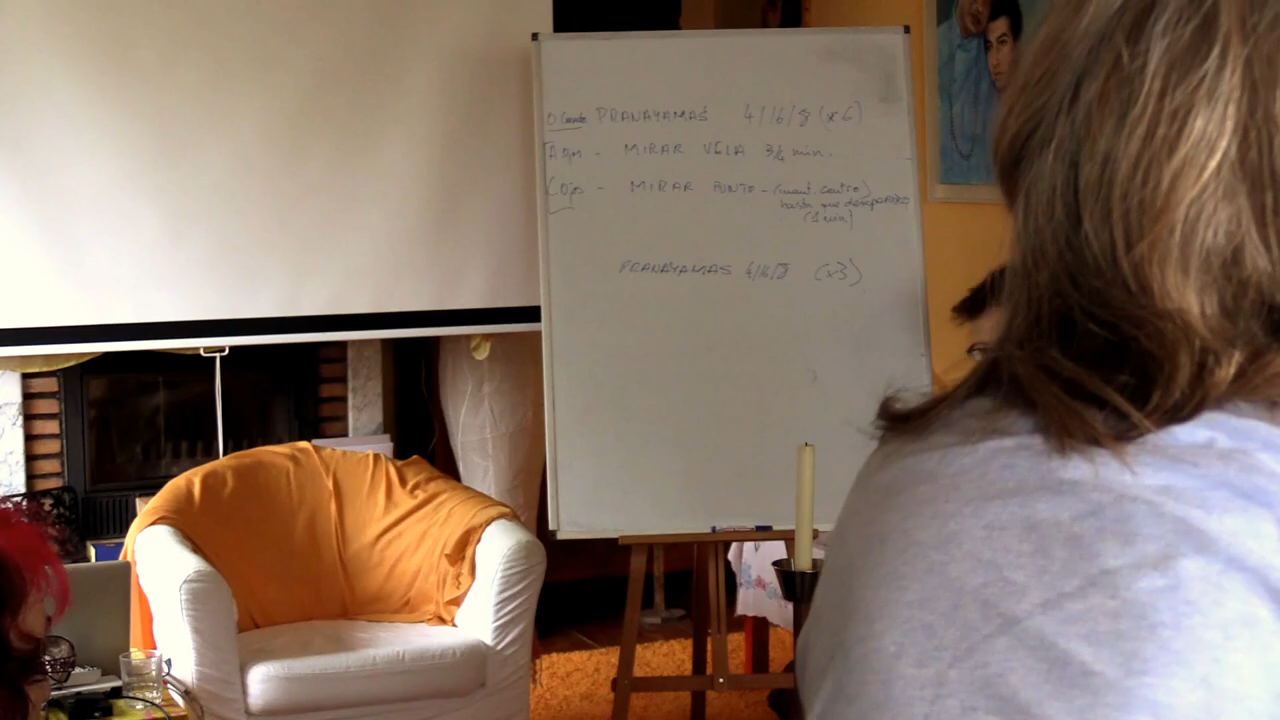 PRANAYAMAS 4/16/8 (x6)
- MIRAR VELA 3/4 min.
- MIRAR PUNTO - (mant. centro)
hasta que desaparezca
(1 min)
PRANAYAMAS 4/16/8 (x3)